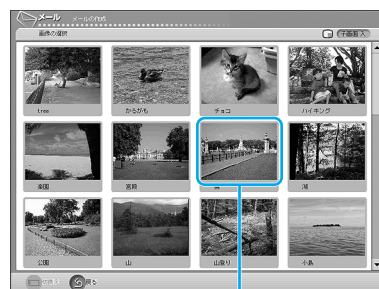 メール メールの作成
画像の選択 子画面 入
tree かるがも チョコ ハイキング
楽園 宮殿 湖
公園 山 山登り 小島
戻る